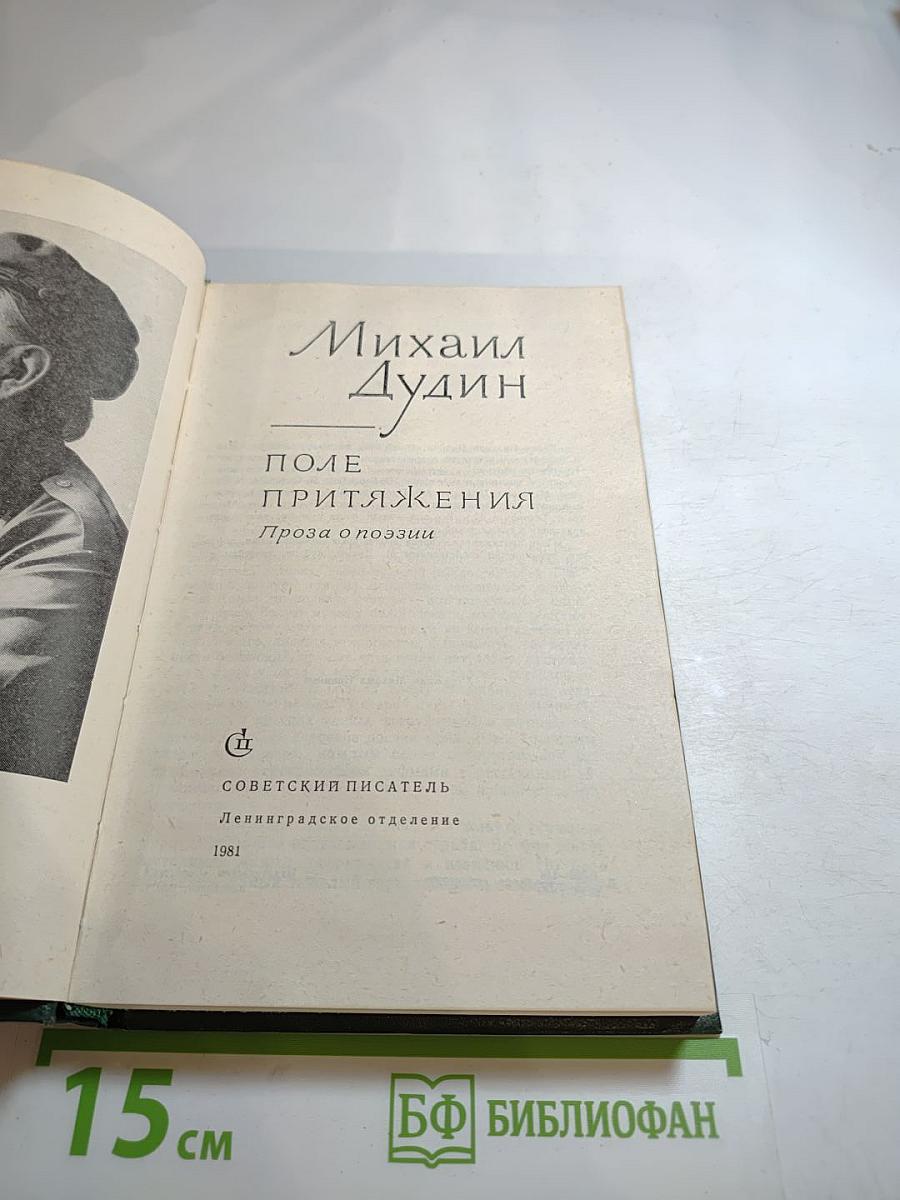 Михаил
Дудин
ПОЛЕ
ПРИТЯЖЕНИЯ
Проза о поэзии
СП
СОВЕТСКИЙ ПИСАТЕЛЬ
Ленинградское отделение
1981
15 см
БФ БИБЛИОФАН